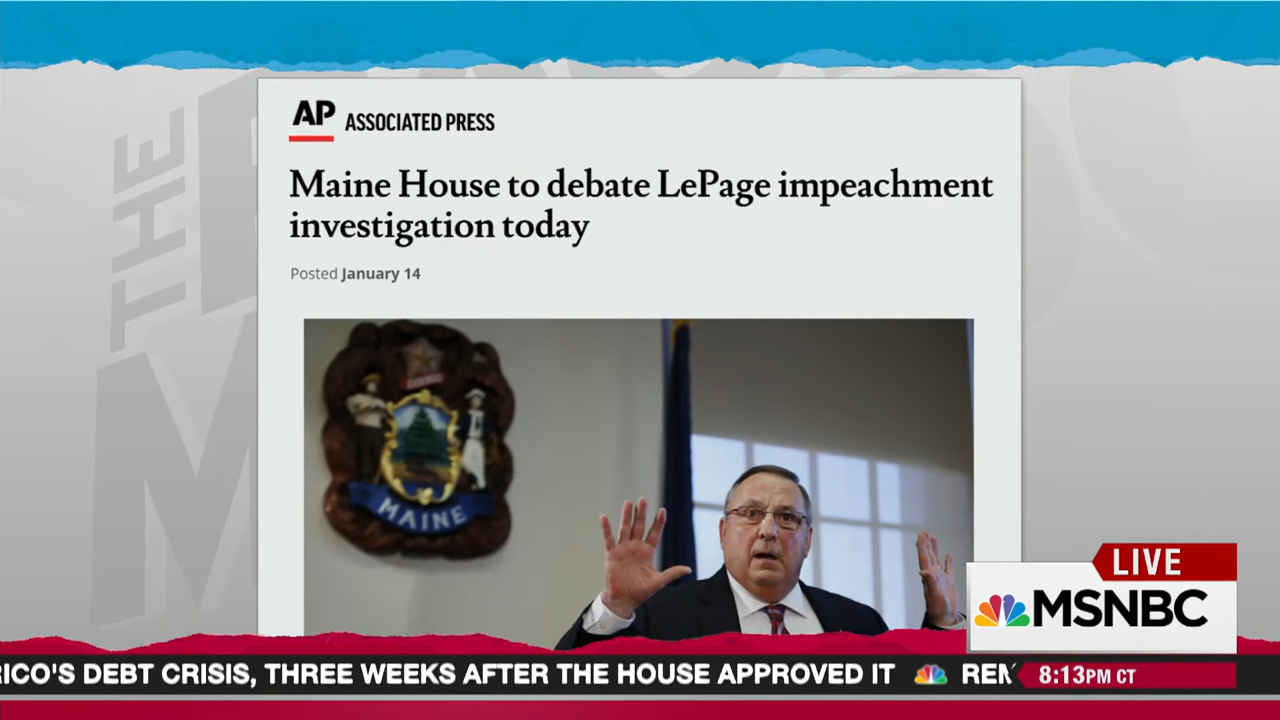 THE
M
AP ASSOCIATED PRESS
Maine House to debate LePage impeachment
investigation today
Posted January 14
MAINE
LIVE
MSNBC
RICO'S DEBT CRISIS, THREE WEEKS AFTER THE HOUSE APPROVED IT
8:13PM CT